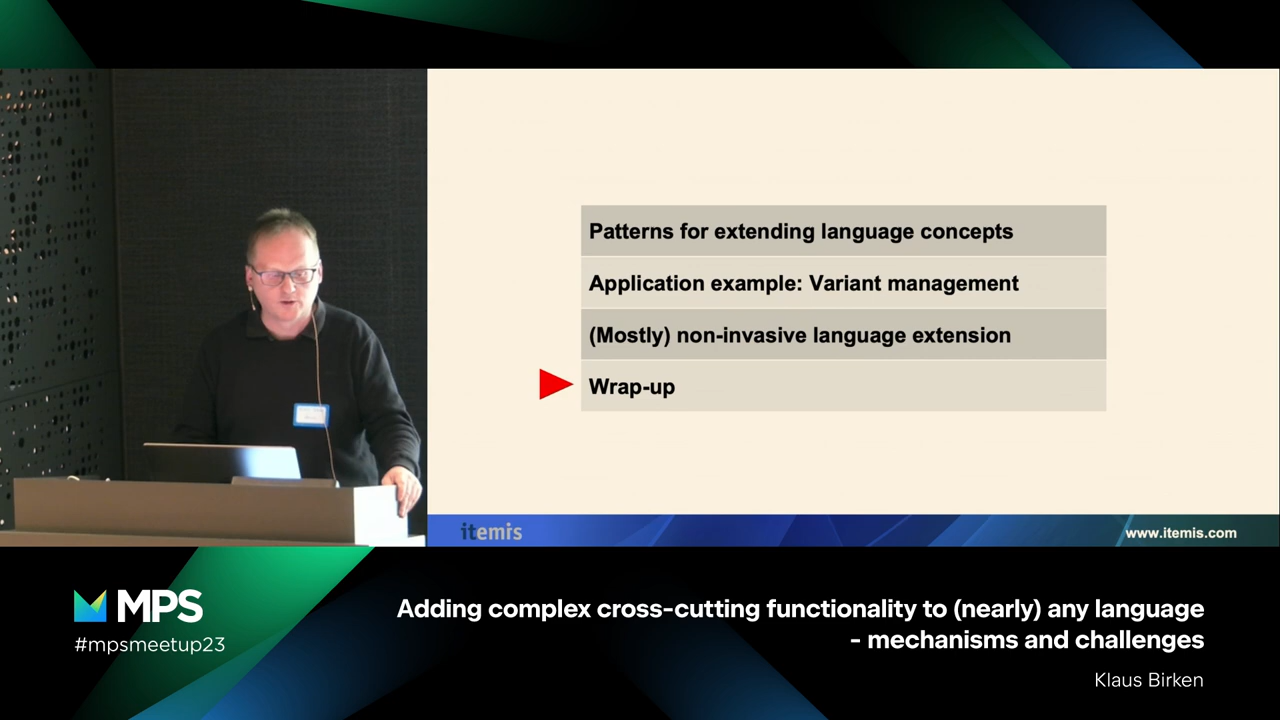 Patterns for extending language concepts
Application example: Variant management
(Mostly) non-invasive language extension
Wrap-up
itemis
www.itemis.com
MPS
#mpsmeetup23
Adding complex cross-cutting functionality to (nearly) any language
- mechanisms and challenges
Klaus Birken